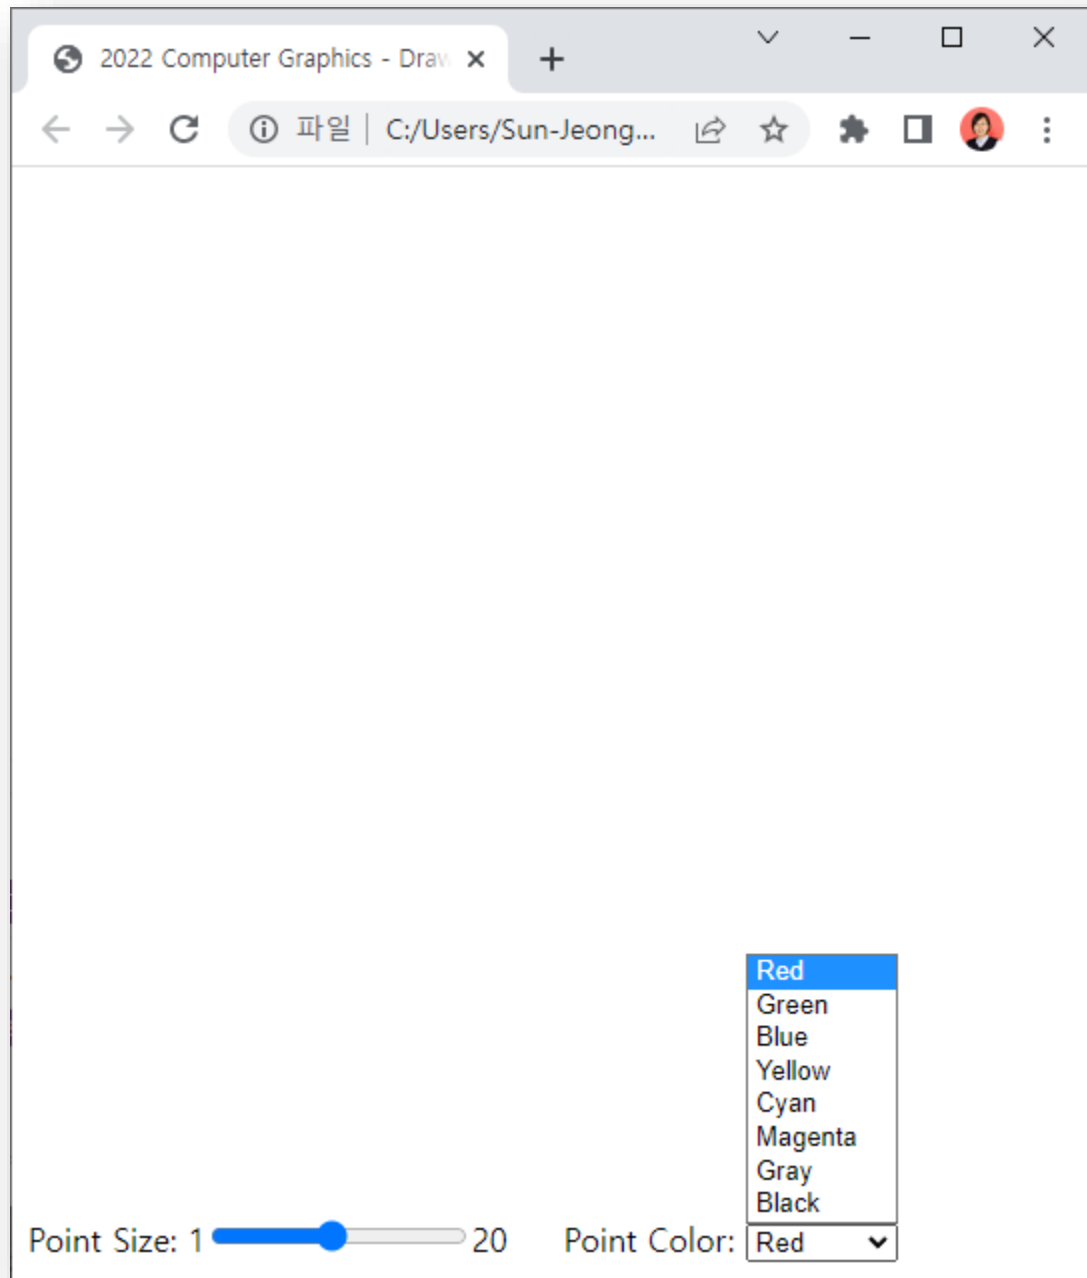 2022 Computer Graphics - Draw
파일 | C:/Users/Sun-Jeong...
Red
Green
Blue
Yellow
Cyan
Magenta
Gray
Black
Point Size: 1 20 Point Color: Red